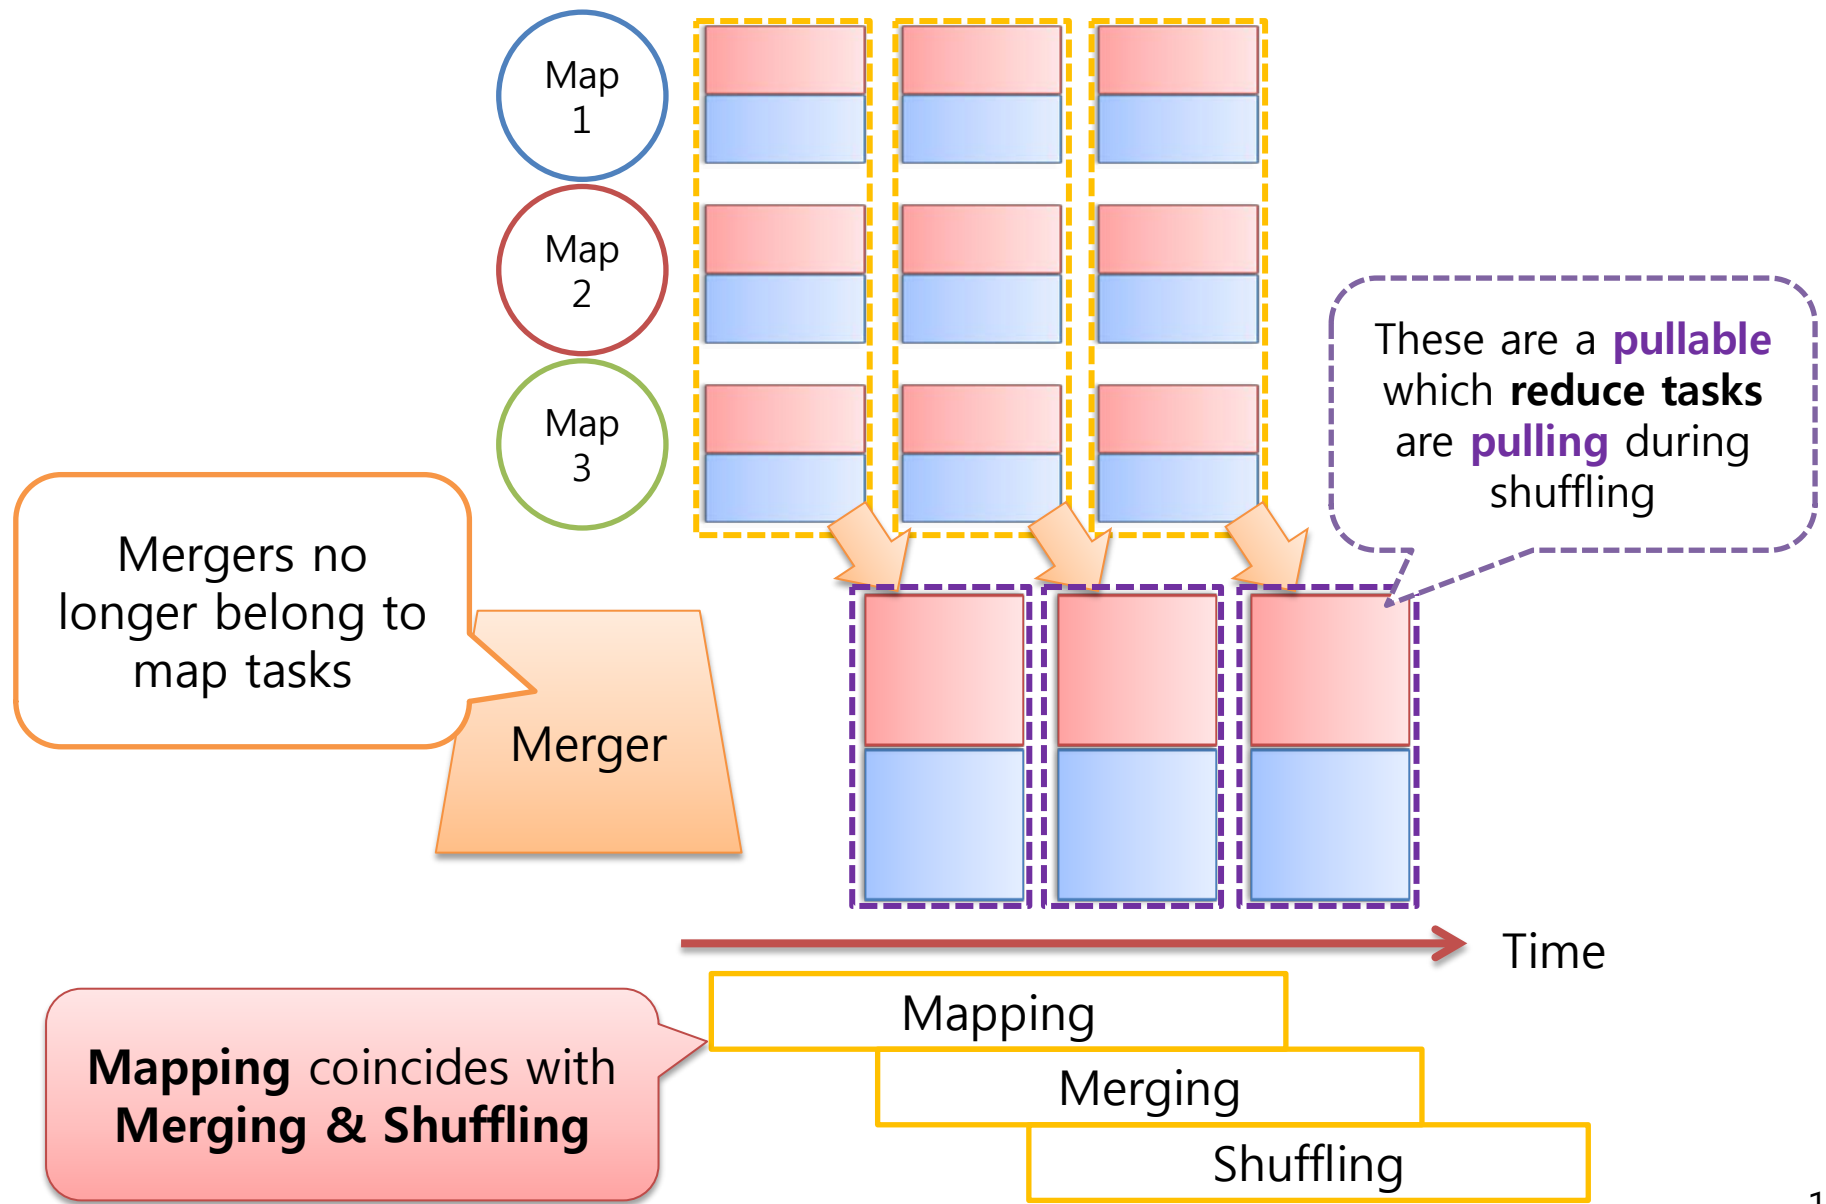 Map
1
Map
2
Map
3
These are a pullable
which reduce tasks
are pulling during
shuffling
Mergers no
longer belong to
map tasks
Merger
Time
Mapping
Mapping coincides with
Merging & Shuffling
Merging
Shuffling